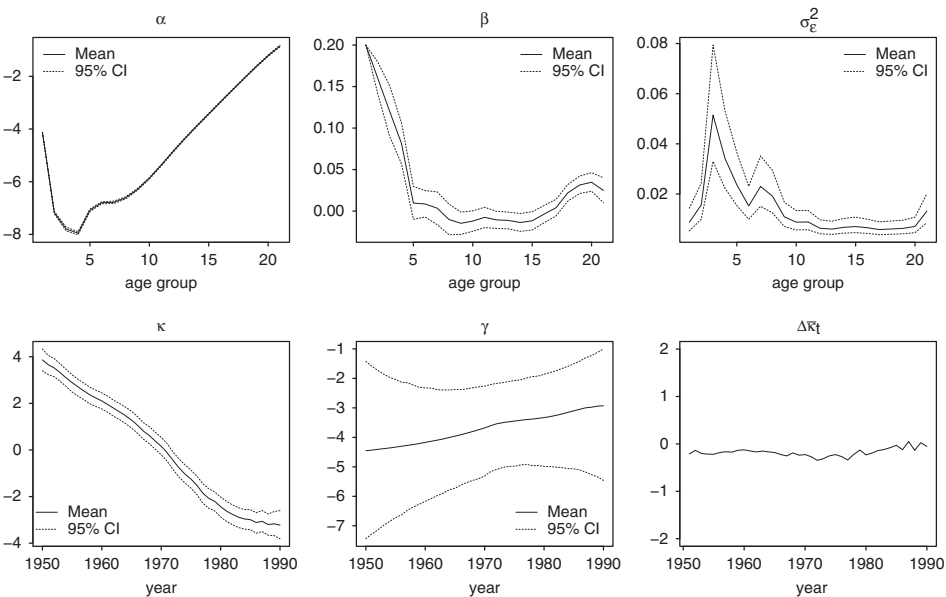 α
Mean
95% CI
−2
−4
−6
−8
5 10 15 20
age group
β
Mean
95% CI
0.20
0.15
0.10
0.05
0.00
5 10 15 20
age group
σ²ε
Mean
95% CI
0.08
0.06
0.04
0.02
5 10 15 20
age group
κ
4
2
0
−2
−4
Mean
95% CI
1950 1960 1970 1980 1990
year
γ
−1
−2
−3
−4
−5
−6
−7
Mean
95% CI
1950 1960 1970 1980 1990
year
Δκ̅t
2
1
0
−1
−2
1950 1960 1970 1980 1990
year